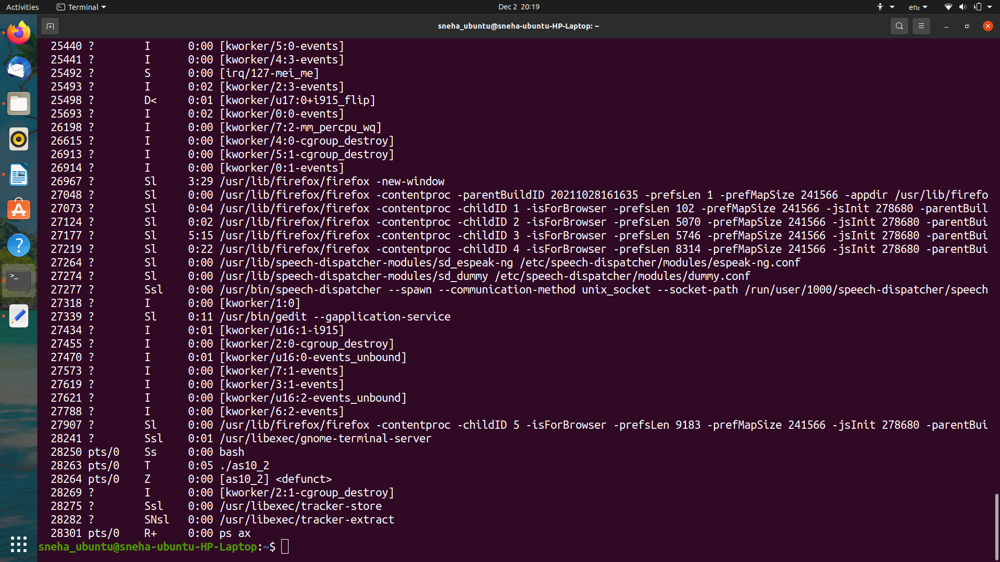 Activities Terminal Dec 2 20:19 en₂
sneha_ubuntu@sneha-ubuntu-HP-Laptop: ~
25440 ? I 0:00 [kworker/5:0-events]
25441 ? I 0:00 [kworker/4:3-events]
25492 ? S 0:00 [irq/127-mei_me]
25493 ? I 0:02 [kworker/2:3-events]
25498 ? D< 0:01 [kworker/u17:0+i915_flip]
25693 ? I 0:02 [kworker/0:0-events]
26198 ? I 0:00 [kworker/7:2-mm_percpu_wq]
26615 ? I 0:00 [kworker/4:0-cgroup_destroy]
26913 ? I 0:00 [kworker/5:1-cgroup_destroy]
26914 ? I 0:00 [kworker/0:1-events]
26967 ? Sl 3:29 /usr/lib/firefox/firefox -new-window
27048 ? Sl 0:00 /usr/lib/firefox/firefox -contentproc -parentBuildID 20211028161635 -prefsLen 1 -prefMapSize 241566 -appdir /usr/lib/firefo
27073 ? Sl 0:04 /usr/lib/firefox/firefox -contentproc -childID 1 -isForBrowser -prefsLen 102 -prefMapSize 241566 -jsInit 278680 -parentBuil
27124 ? Sl 0:02 /usr/lib/firefox/firefox -contentproc -childID 2 -isForBrowser -prefsLen 5070 -prefMapSize 241566 -jsInit 278680 -parentBui
27177 ? Sl 5:15 /usr/lib/firefox/firefox -contentproc -childID 3 -isForBrowser -prefsLen 5746 -prefMapSize 241566 -jsInit 278680 -parentBui
27219 ? Sl 0:22 /usr/lib/firefox/firefox -contentproc -childID 4 -isForBrowser -prefsLen 8314 -prefMapSize 241566 -jsInit 278680 -parentBui
27264 ? Sl 0:00 /usr/lib/speech-dispatcher-modules/sd_espeak-ng /etc/speech-dispatcher/modules/espeak-ng.conf
27274 ? Sl 0:00 /usr/lib/speech-dispatcher-modules/sd_dummy /etc/speech-dispatcher/modules/dummy.conf
27277 ? Ssl 0:00 /usr/bin/speech-dispatcher --spawn --communication-method unix_socket --socket-path /run/user/1000/speech-dispatcher/speech
27318 ? I 0:00 [kworker/1:0]
27339 ? Sl 0:11 /usr/bin/gedit --gapplication-service
27434 ? I 0:01 [kworker/u16:1-i915]
27455 ? I 0:00 [kworker/2:0-cgroup_destroy]
27470 ? I 0:01 [kworker/u16:0-events_unbound]
27573 ? I 0:00 [kworker/7:1-events]
27619 ? I 0:00 [kworker/3:1-events]
27621 ? I 0:00 [kworker/u16:2-events_unbound]
27788 ? I 0:00 [kworker/6:2-events]
27907 ? Sl 0:00 /usr/lib/firefox/firefox -contentproc -childID 5 -isForBrowser -prefsLen 9183 -prefMapSize 241566 -jsInit 278680 -parentBui
28241 ? Ssl 0:01 /usr/libexec/gnome-terminal-server
28250 pts/0 Ss 0:00 bash
28263 pts/0 T 0:05 ./as10_2
28264 pts/0 Z 0:00 [as10_2] <defunct>
28269 ? I 0:00 [kworker/2:1-cgroup_destroy]
28275 ? Ssl 0:00 /usr/libexec/tracker-store
28282 ? SNsl 0:00 /usr/libexec/tracker-extract
28301 pts/0 R+ 0:00 ps ax
sneha_ubuntu@sneha-ubuntu-HP-Laptop:~$